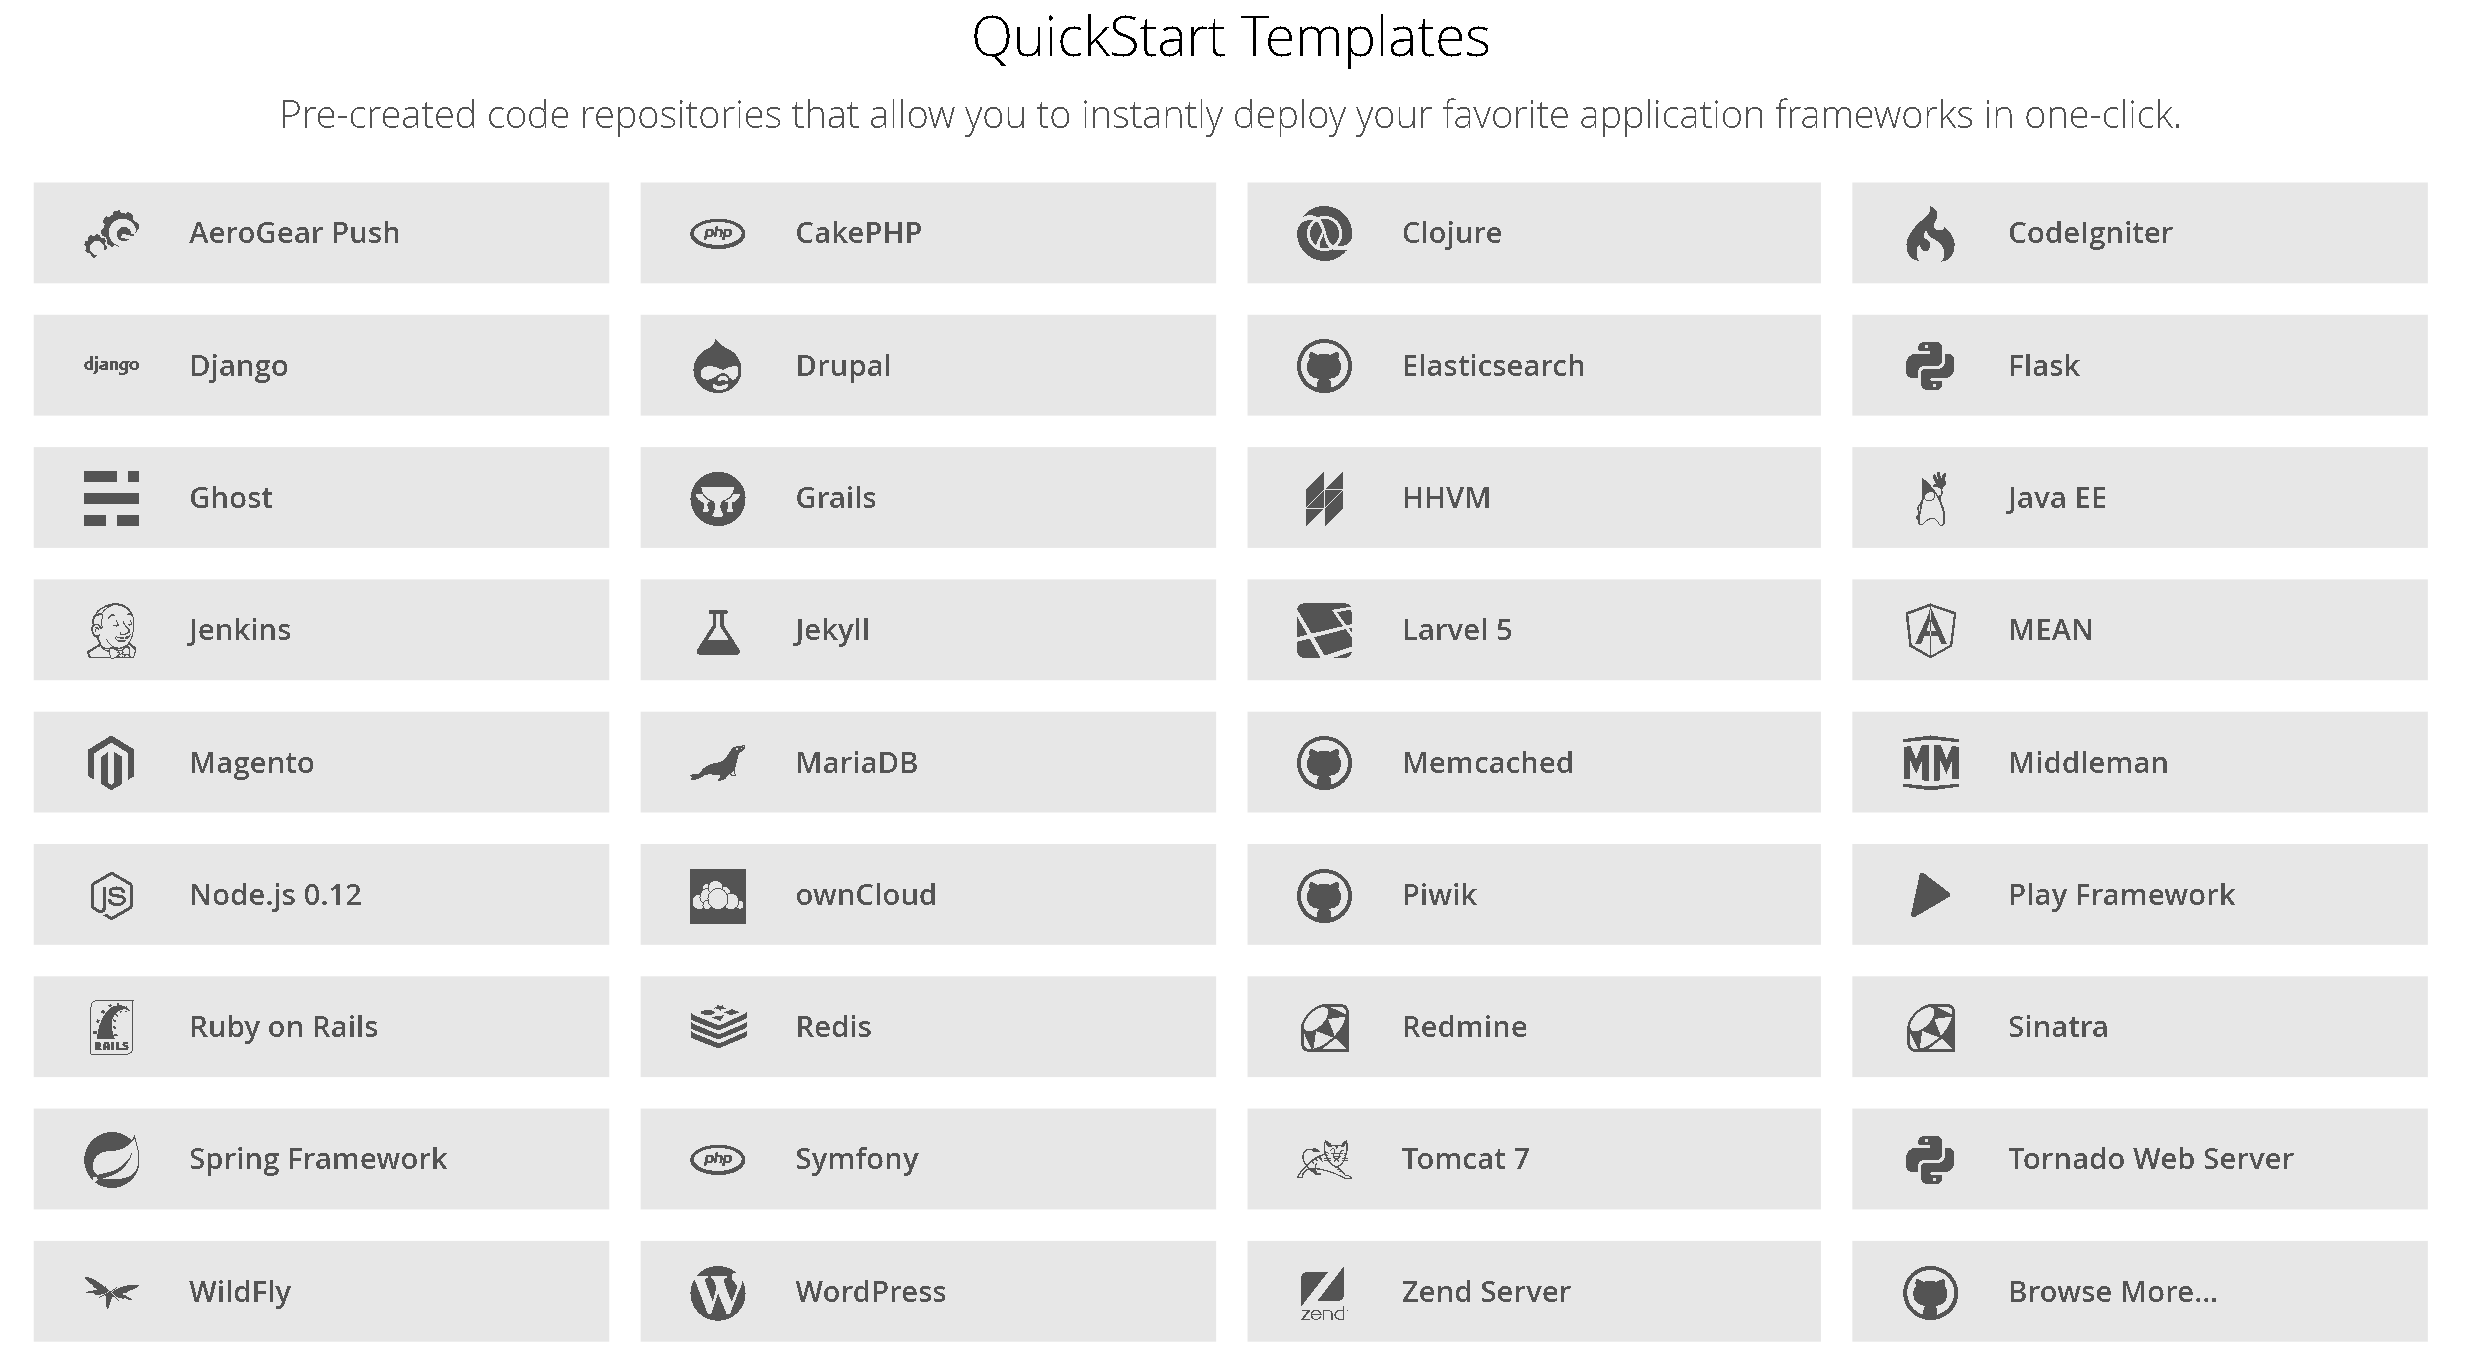 QuickStart Templates
Pre-created code repositories that allow you to instantly deploy your favorite application frameworks in one-click.
AeroGear Push
php
CakePHP
Clojure
CodeIgniter
django
Django
Drupal
Elasticsearch
Flask
Ghost
Grails
HHVM
Java EE
Jenkins
Jekyll
Larvel 5
A
MEAN
Magento
MariaDB
Memcached
MM
Middleman
JS
Node.js 0.12
ownCloud
Piwik
Play Framework
RAILS
Ruby on Rails
Redis
Redmine
Sinatra
Spring Framework
php
Symfony
Tomcat 7
Tornado Web Server
WildFly
W
WordPress
zend
Zend Server
Browse More...